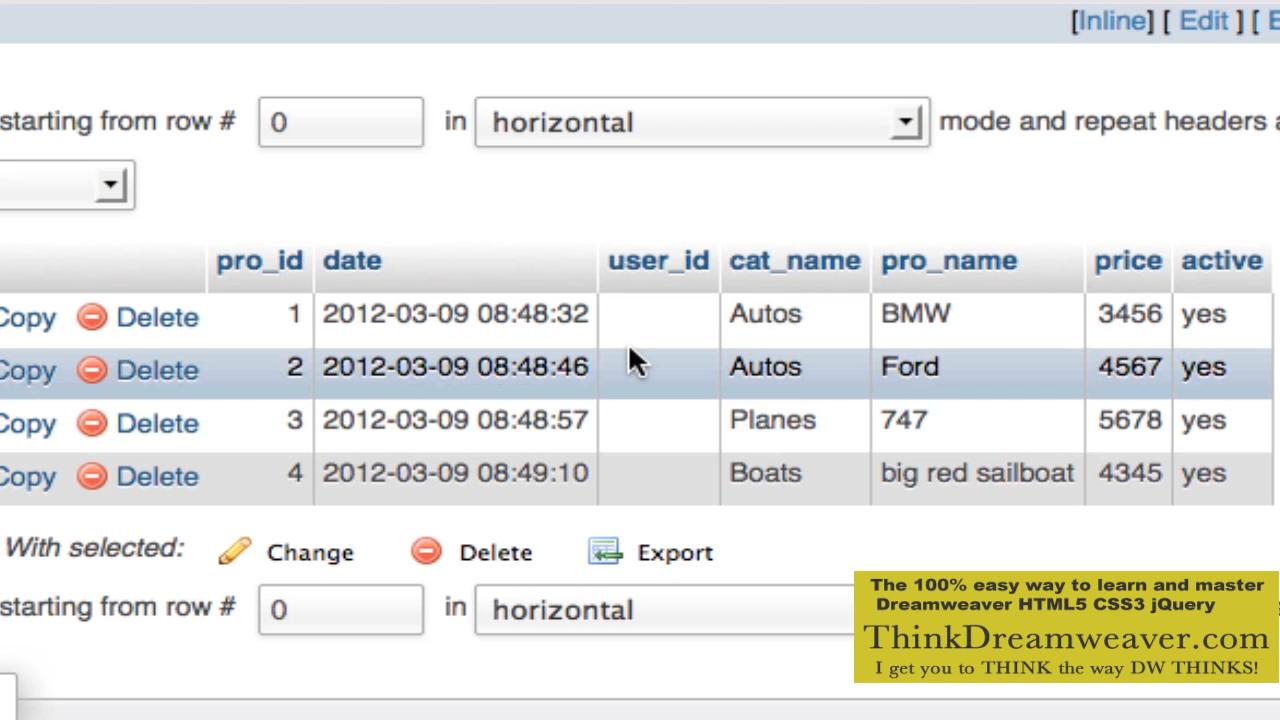 [Inline] [ Edit ] [ E
starting from row # 0 in horizontal mode and repeat headers a
pro_id date user_id cat_name pro_name price active
Copy Delete 1 2012-03-09 08:48:32 Autos BMW 3456 yes
Copy Delete 2 2012-03-09 08:48:46 Autos Ford 4567 yes
Copy Delete 3 2012-03-09 08:48:57 Planes 747 5678 yes
Copy Delete 4 2012-03-09 08:49:10 Boats big red sailboat 4345 yes
With selected: Change Delete Export
starting from row # 0 in horizontal
The 100% easy way to learn and master
Dreamweaver HTML5 CSS3 jQuery
ThinkDreamweaver.com
I get you to THINK the way DW THINKS!